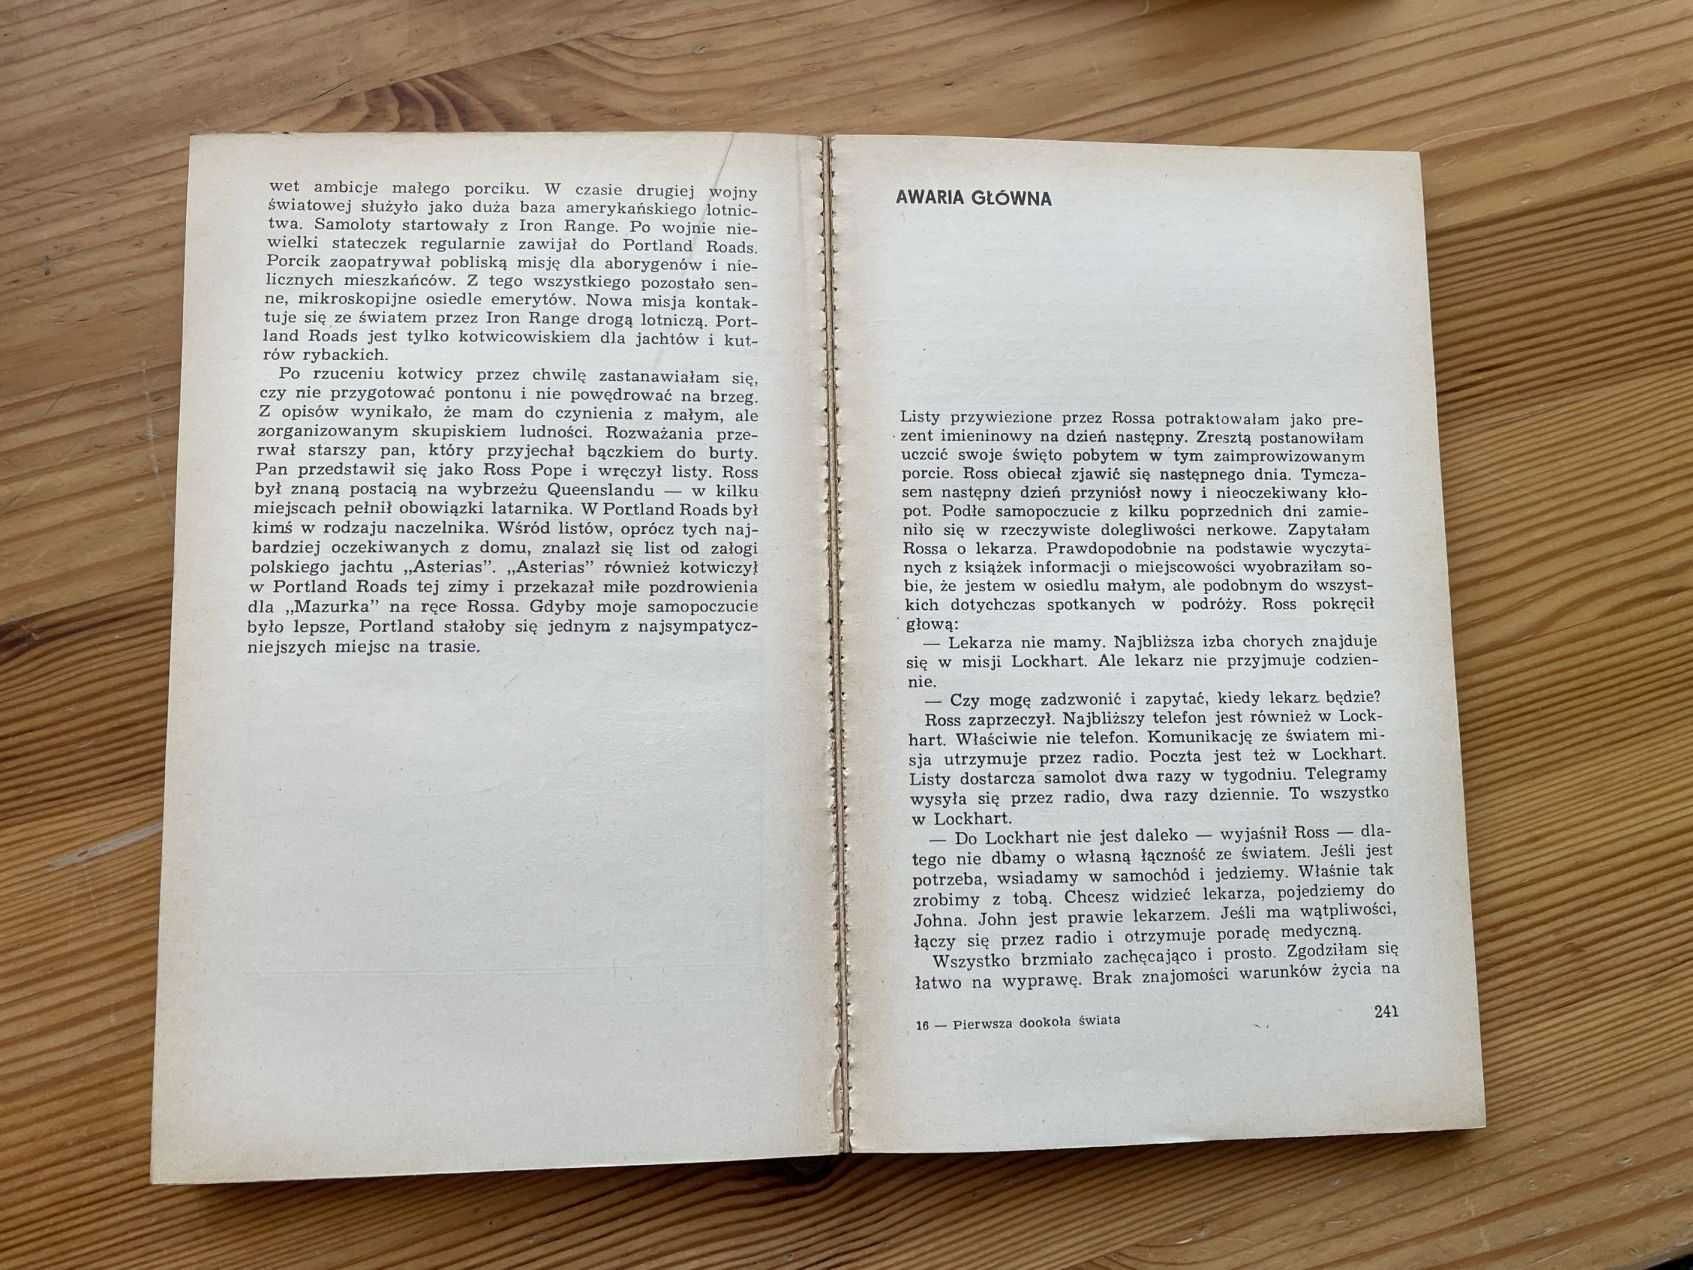 wet ambicje małego porciku. W czasie drugiej wojny
światowej służyło jako duża baza amerykańskiego lotnic-
twa. Samoloty startowały z Iron Range. Po wojnie nie-
wielki stateczek regularnie zawijał do Portland Roads.
Porcik zaopatrywał pobliską misję dla aborygenów i nie-
licznych mieszkańców. Z tego wszystkiego pozostało sen-
ne, mikroskopijne osiedle emerytów. Nowa misja kontak-
tuje się ze światem przez Iron Range drogą lotniczą. Port-
land Roads jest tylko kotwicowiskiem dla jachtów i kut-
rów rybackich.
Po rzuceniu kotwicy przez chwilę zastanawiałam się,
czy nie przygotować pontonu i nie powędrować na brzeg.
Z opisów wynikało, że mam do czynienia z małym, ale
zorganizowanym skupiskiem ludności. Rozważania prze-
rwał starszy pan, który przyjechał bączkiem do burty.
Pan przedstawił się jako Ross Pope i wręczył listy. Ross
był znaną postacią na wybrzeżu Queenslandu — w kilku
miejscach pełnił obowiązki latarnika. W Portland Roads był
kimś w rodzaju naczelnika. Wśród listów, oprócz tych naj-
bardziej oczekiwanych z domu, znalazł się list od załogi
polskiego jachtu „Asterias”. „Asterias” również kotwiczył
w Portland Roads tej zimy i przekazał miłe pozdrowienia
dla „Mazurka” na ręce Rossa. Gdyby moje samopoczucie
było lepsze, Portland stałoby się jednym z najsympatycz-
niejszych miejsc na trasie.
AWARIA GŁÓWNA
Listy przywiezione przez Rossa potraktowałam jako pre-
zent imieninowy na dzień następny. Zresztą postanowiłam
uczcić swoje święto pobytem w tym zaimprowizowanym
porcie. Ross obiecał zjawić się następnego dnia. Tymcza-
sem następny dzień przyniósł nowy i nieoczekiwany kło-
pot. Podłe samopoczucie z kilku poprzednich dni zamie-
niło się w rzeczywiste dolegliwości nerkowe. Zapytałam
Rossa o lekarza. Prawdopodobnie na podstawie wyczyta-
nych z książek informacji o miejscowości wyobraziłam so-
bie, że jestem w osiedlu małym, ale podobnym do wszyst-
kich dotychczas spotkanych w podróży. Ross pokręcił
głową:
— Lekarza nie mamy. Najbliższa izba chorych znajduje
się w misji Lockhart. Ale lekarz nie przyjmuje codzien-
nie.
— Czy mogę zadzwonić i zapytać, kiedy lekarz będzie?
Ross zaprzeczył. Najbliższy telefon jest również w Lock-
hart. Właściwie nie telefon. Komunikację ze światem mi-
sja utrzymuje przez radio. Poczta jest też w Lockhart.
Listy dostarcza samolot dwa razy w tygodniu. Telegramy
wysyła się przez radio, dwa razy dziennie. To wszystko
w Lockhart.
— Do Lockhart nie jest daleko — wyjaśnił Ross — dla-
tego nie dbamy o własną łączność ze światem. Jeśli jest
potrzeba, wsiadamy w samochód i jedziemy. Właśnie tak
zrobimy z tobą. Chcesz widzieć lekarza, pojedziemy do
Johna. John jest prawie lekarzem. Jeśli ma wątpliwości,
łączy się przez radio i otrzymuje poradę medyczną.
Wszystko brzmiało zachęcająco i prosto. Zgodziłam się
łatwo na wyprawę. Brak znajomości warunków życia na
16 — Pierwsza dookoła świata
241